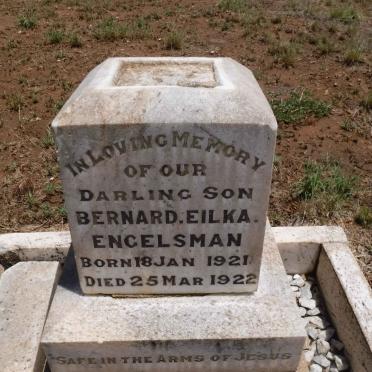 IN LOVING MEMORY
OF OUR
DARLING SON
BERNARD.EILKA.
ENGELSMAN
BORN 18 JAN 1921
DIED 25 MAR 1922
SAFE IN THE ARMS OF JESUS